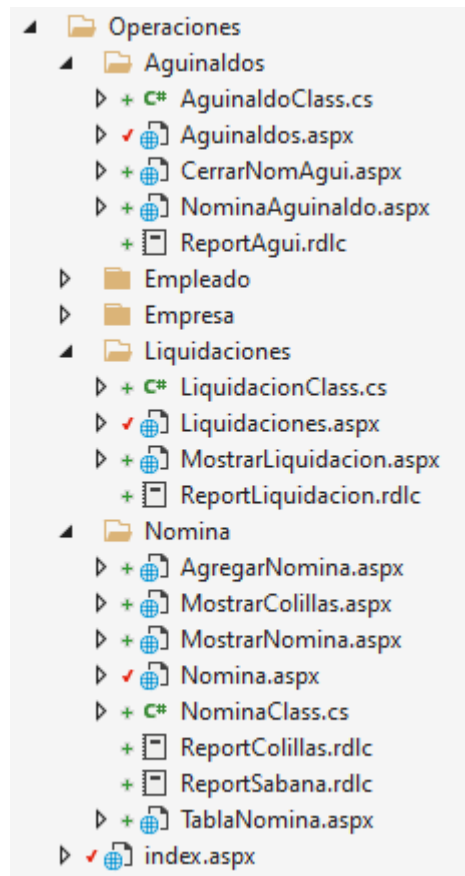 Operaciones
Aguinaldos
C# AguinaldoClass.cs
Aguinaldos.aspx
CerrarNomAgui.aspx
NominaAguinaldo.aspx
ReportAgui.rdlc
Empleado
Empresa
Liquidaciones
C# LiquidacionClass.cs
Liquidaciones.aspx
MostrarLiquidacion.aspx
ReportLiquidacion.rdlc
Nomina
AgregarNomina.aspx
MostrarColillas.aspx
MostrarNomina.aspx
Nomina.aspx
C# NominaClass.cs
ReportColillas.rdlc
ReportSabana.rdlc
TablaNomina.aspx
index.aspx